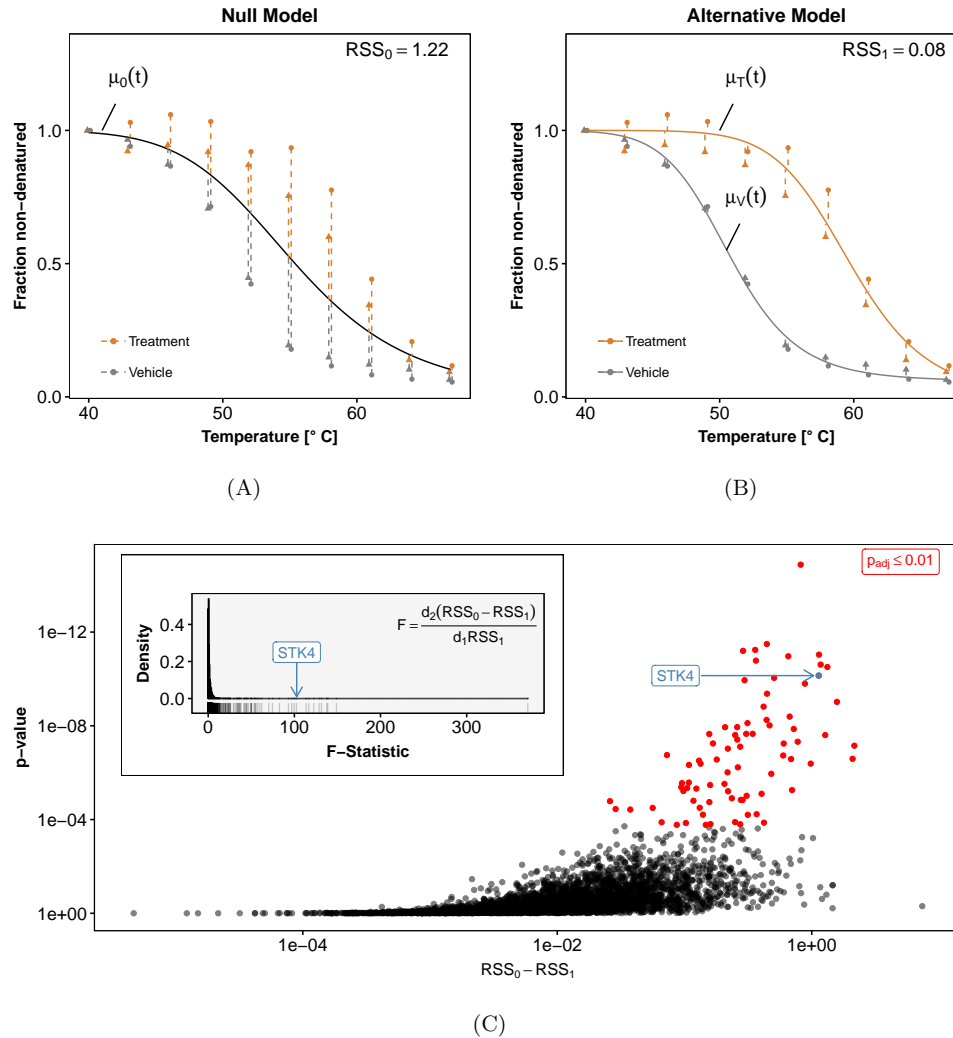 Null Model
RSS₀ = 1.22
μ₀(t)
Fraction non−denatured
1.0
0.5
0.0
Treatment
Vehicle
40 50 60
Temperature [° C]
(A)
Alternative Model
RSS₁ = 0.08
μT(t)
μV(t)
Fraction non−denatured
1.0
0.5
0.0
Treatment
Vehicle
40 50 60
Temperature [° C]
(B)
p−value
1e−12
1e−08
1e−04
1e+00
padj ≤ 0.01
STK4
Density
0.4
0.2
0.0
F = d₂(RSS₀ − RSS₁)
d₁RSS₁
STK4
0 100 200 300
F−Statistic
1e−04 1e−02 1e+00
RSS₀ − RSS₁
(C)